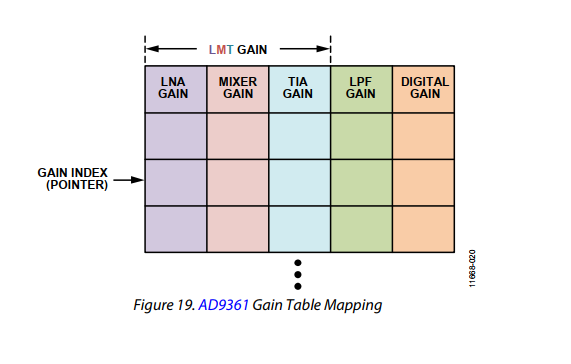 LMT GAIN
LNA GAIN
MIXER GAIN
TIA GAIN
LPF GAIN
DIGITAL GAIN
GAIN INDEX
(POINTER)
11668-020
Figure 19. AD9361 Gain Table Mapping